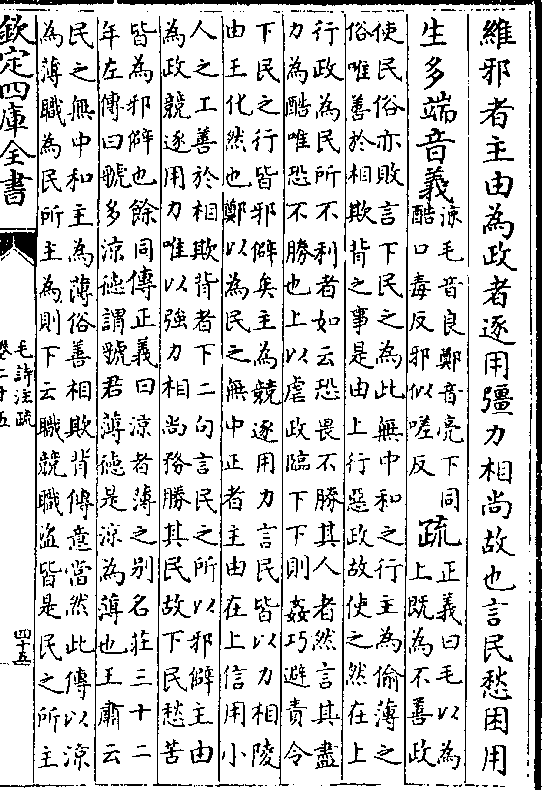 維邪者主由為政者逐用彊力相尚故也言民愁困用
生多端音義涼毛音良鄭音亮下同酷口毒反邪似嗟反疏正義曰毛以為上既為不善政
使民俗亦敗言下民之為此無中和之行主為偷薄之
俗唯善於相欺背之事是由上行惡政故使之然在上
行政為民所不利者如云恐畏不勝其人者然言其盡
力為酷唯恐不勝也上以虐政臨下下則姦巧避責令
下民之行皆邪僻矣主為競逐用力言民皆以力相陵
由王化然也鄭以為民之無中正者主由在上信用小
人之工善於相欺背者下二句言民之所以邪僻主由
為政競逐用力唯以強力相尚務勝其民故下民愁苦
皆為邪僻也餘同傳正義曰涼者薄之别名莊三十二
年左傳曰虢多涼徳謂虢君薄徳是涼為薄也王肅云
民之無中和主為薄俗善相欺背傳意當然此傳以涼
為薄職為民所主為則下云職競職盗皆是民之所主
欽定四庫全書
毛詩注疏
卷二十五
四十五